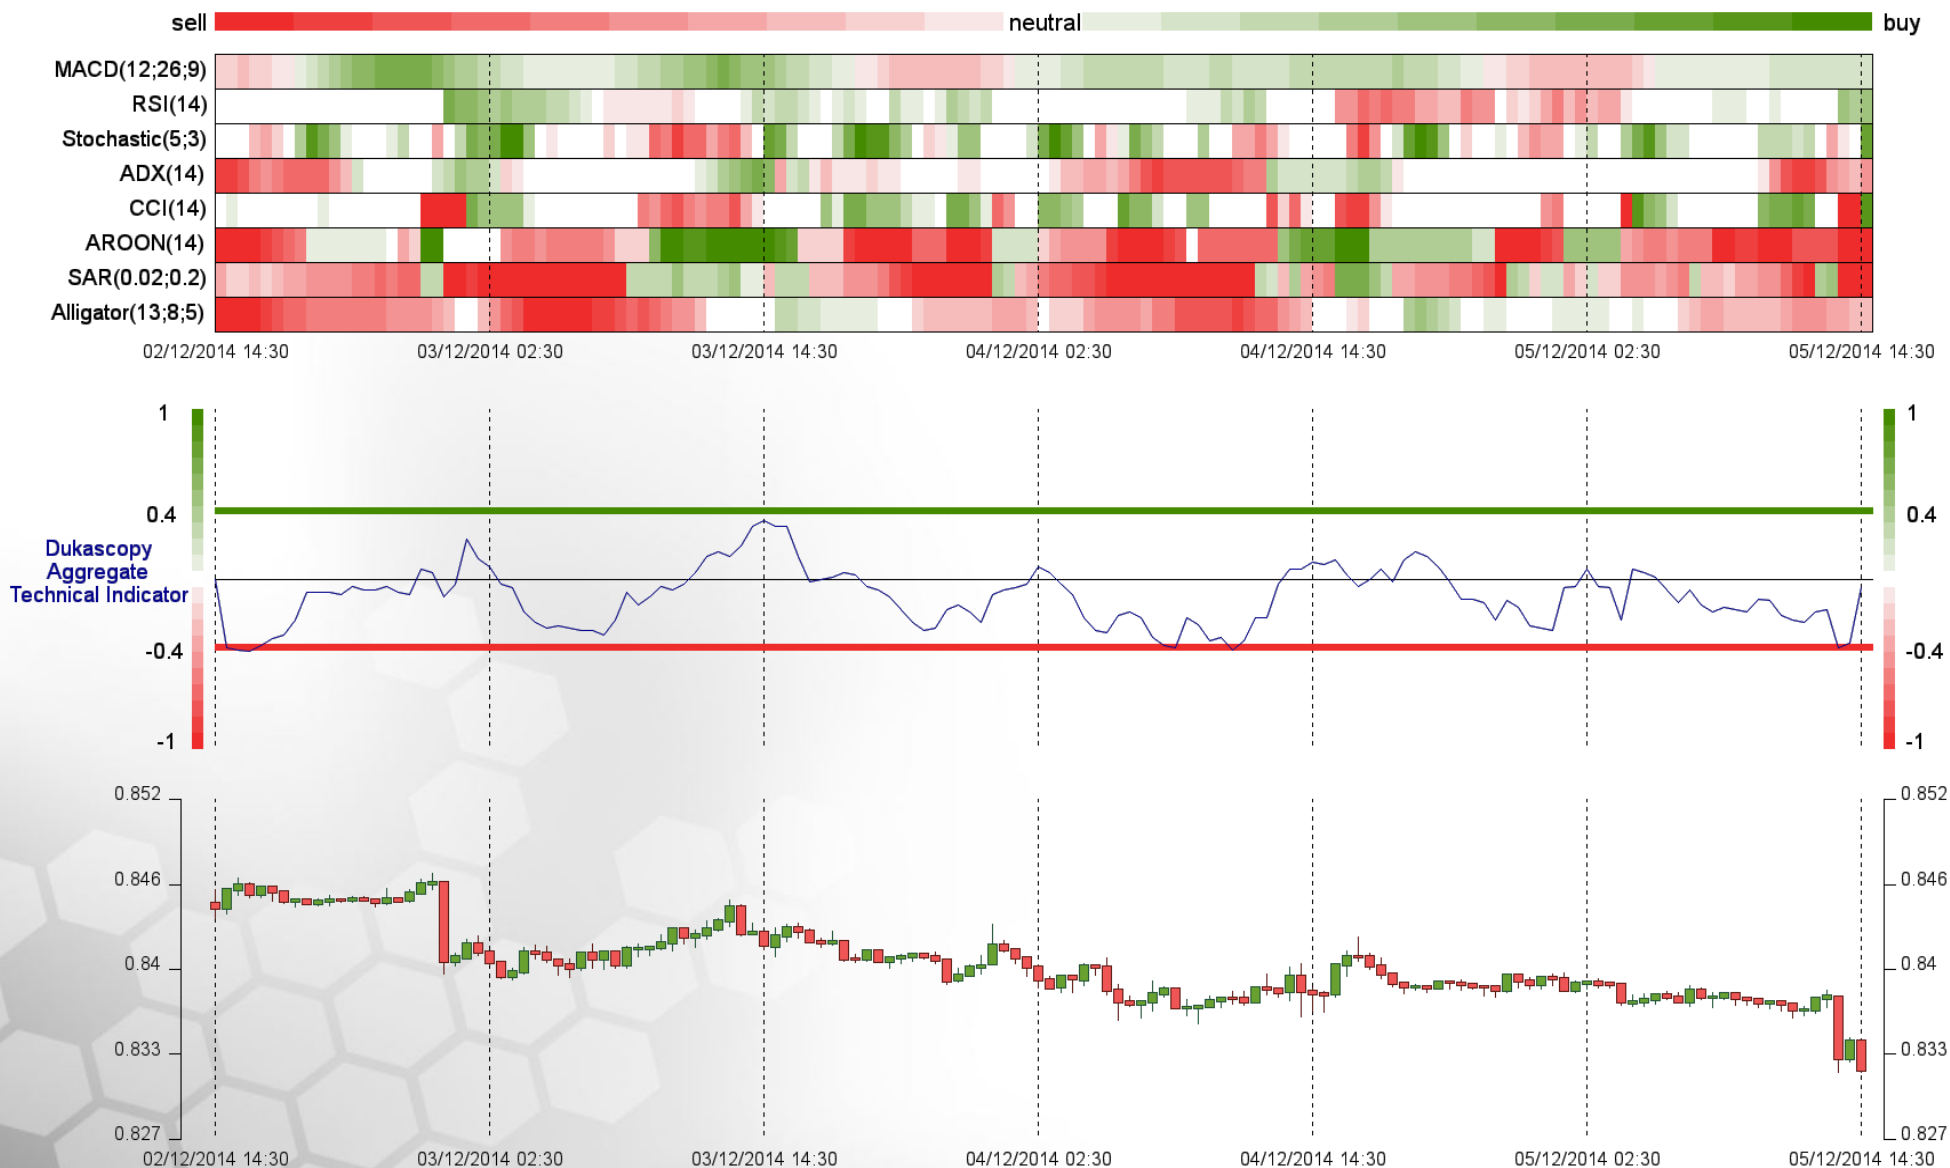 sell neutral buy
MACD(12;26;9)
RSI(14)
Stochastic(5;3)
ADX(14)
CCI(14)
AROON(14)
SAR(0.02;0.2)
Alligator(13;8;5)
02/12/2014 14:30 03/12/2014 02:30 03/12/2014 14:30 04/12/2014 02:30 04/12/2014 14:30 05/12/2014 02:30 05/12/2014 14:30
1 1
0.4 0.4
Dukascopy
Aggregate
Technical Indicator
-0.4 -0.4
-1 -1
0.852 0.852
0.846 0.846
0.84 0.84
0.833 0.833
0.827 0.827
02/12/2014 14:30 03/12/2014 02:30 03/12/2014 14:30 04/12/2014 02:30 04/12/2014 14:30 05/12/2014 02:30 05/12/2014 14:30